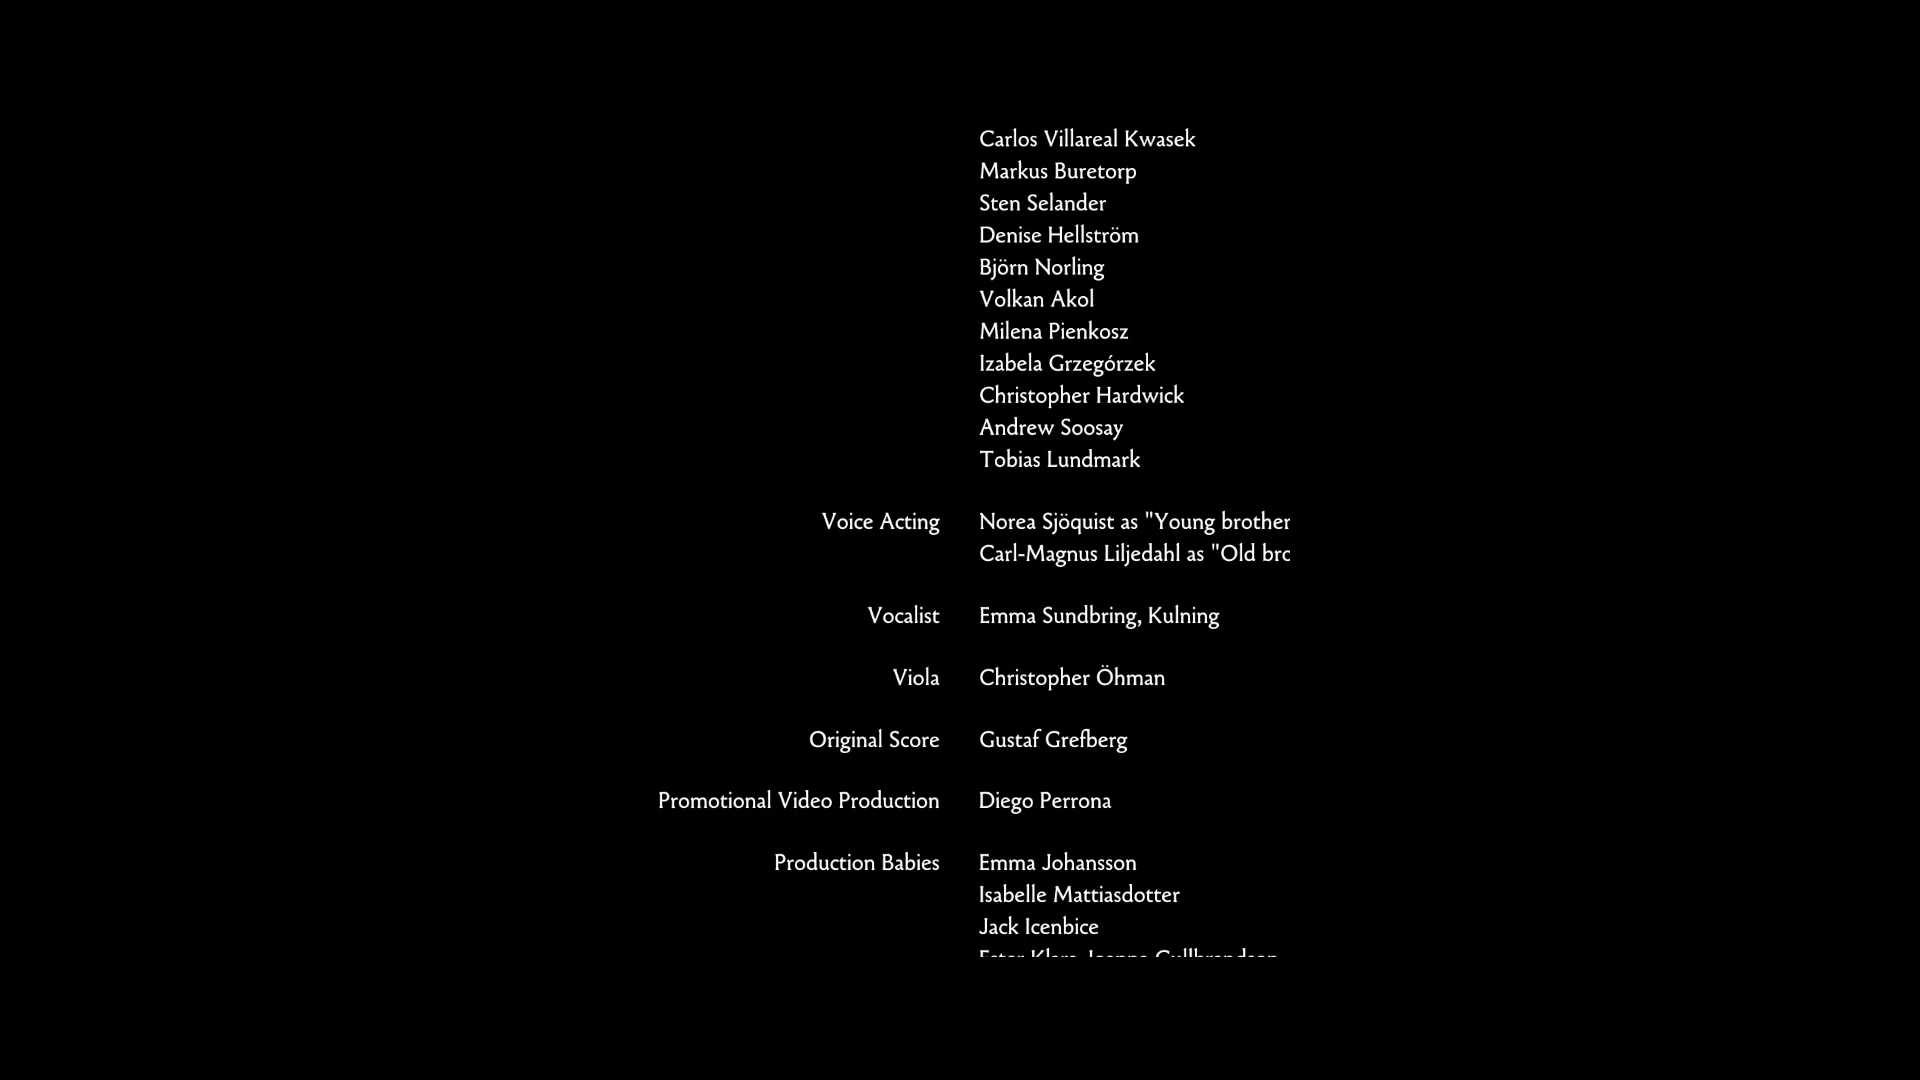 Carlos Villareal Kwasek
Markus Buretorp
Sten Selander
Denise Hellström
Björn Norling
Volkan Akol
Milena Pienkosz
Izabela Grzegórzek
Christopher Hardwick
Andrew Soosay
Tobias Lundmark
Voice Acting Norea Sjöquist as "Young brother
Carl-Magnus Liljedahl as "Old bro
Vocalist Emma Sundbring, Kulning
Viola Christopher Öhman
Original Score Gustaf Grefberg
Promotional Video Production Diego Perrona
Production Babies Emma Johansson
Isabelle Mattiasdotter
Jack Icenbice